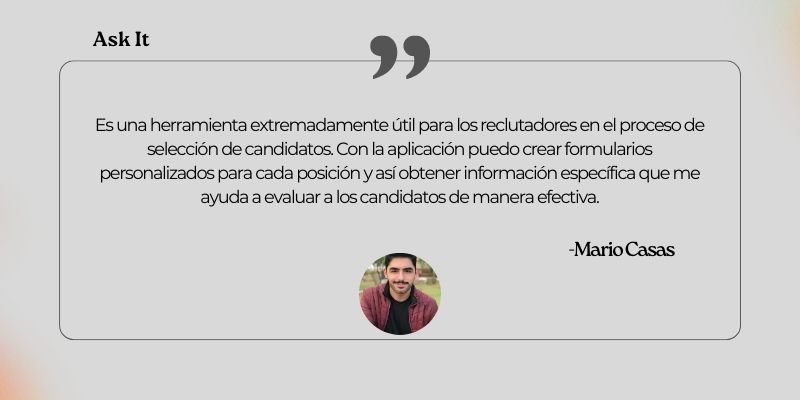 Ask It
Es una herramienta extremadamente útil para los reclutadores en el proceso de
selección de candidatos. Con la aplicación puedo crear formularios
personalizados para cada posición y así obtener información específica que me
ayuda a evaluar a los candidatos de manera efectiva.
-Mario Casas